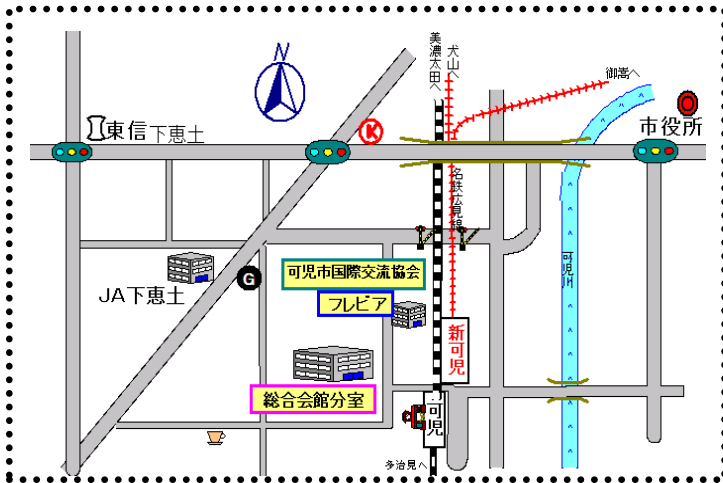 N
美濃太田へ
犬山へ
御嵩へ
東信 下恵土
K
市役所
名鉄広見線
可児川
可児市国際交流協会
G
JA下恵土
フレビア
新可児
総合会館分室
可児
多治見へ